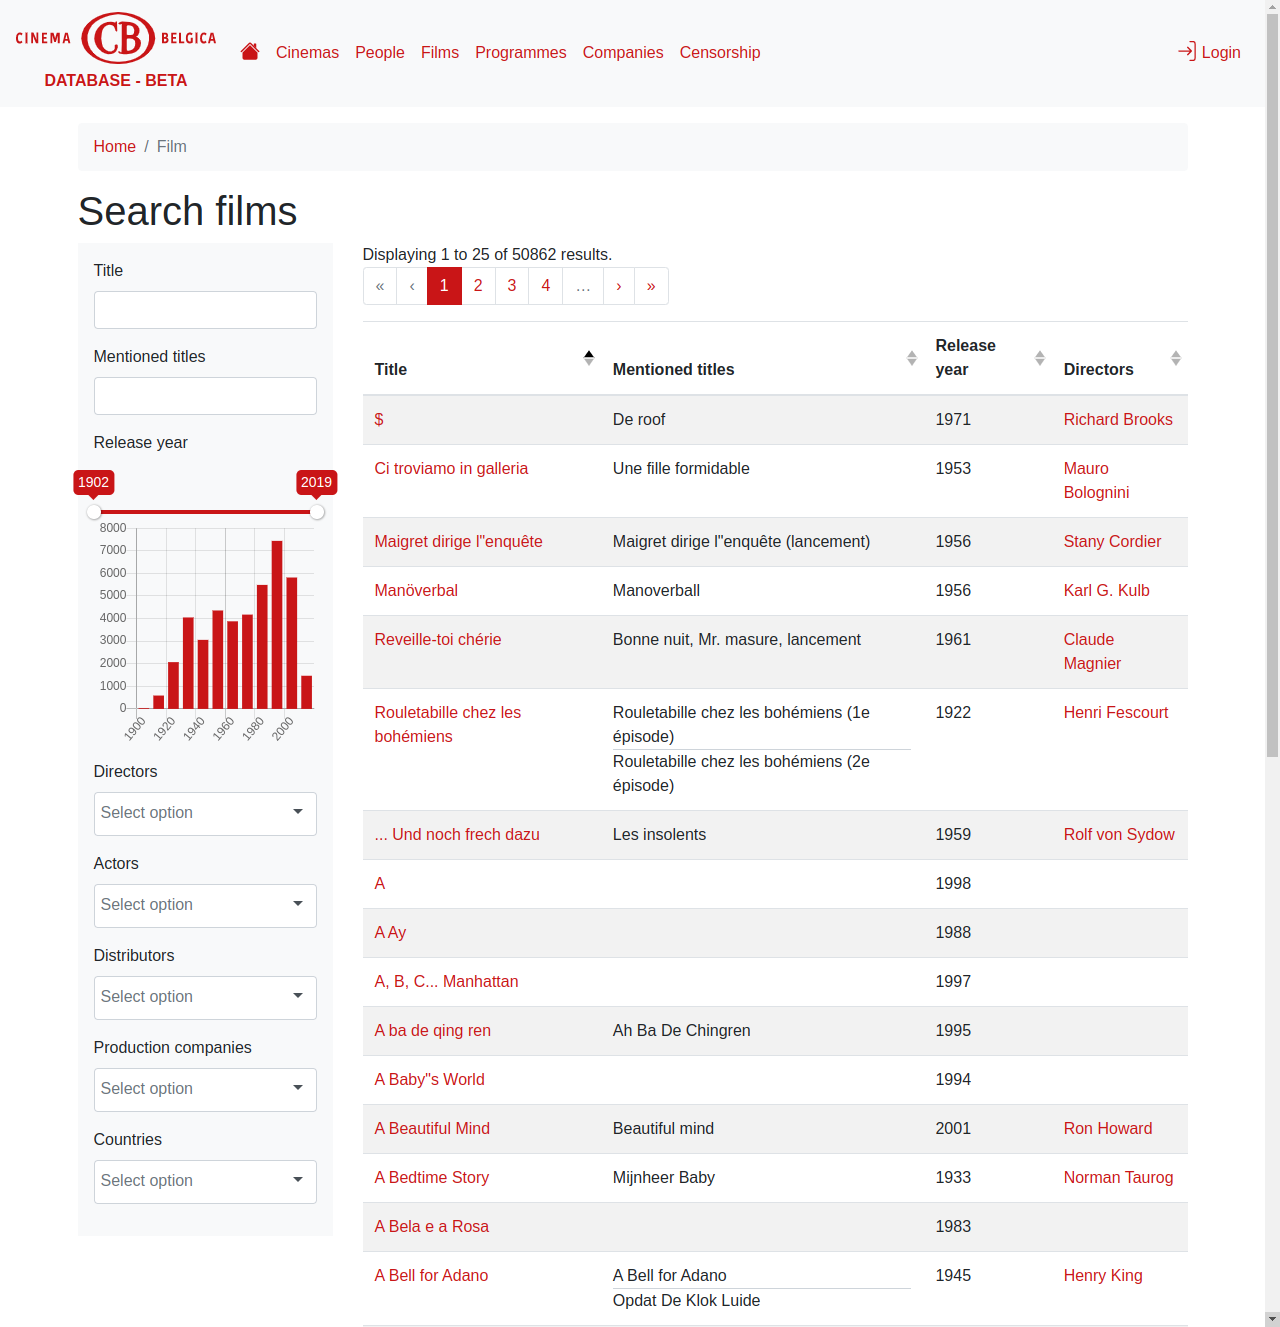 CINEMA CB BELGICA
DATABASE - BETA
Cinemas People Films Programmes Companies Censorship
Login
Home / Film
Search films
Title
Mentioned titles
Release year
1902 2019
8000
7000
6000
5000
4000
3000
2000
1000
0
1900 1920 1940 1960 1980 2000
Directors
Select option
Actors
Select option
Distributors
Select option
Production companies
Select option
Countries
Select option
Displaying 1 to 25 of 50862 results.
« ‹ 1 2 3 4 … › »
Title Mentioned titles Release year Directors
$ De roof 1971 Richard Brooks
Ci troviamo in galleria Une fille formidable 1953 Mauro
Bolognini
Maigret dirige l"enquête Maigret dirige l"enquête (lancement) 1956 Stany Cordier
Manöverbal Manoverball 1956 Karl G. Kulb
Reveille-toi chérie Bonne nuit, Mr. masure, lancement 1961 Claude
Magnier
Rouletabille chez les Rouletabille chez les bohémiens (1e 1922 Henri Fescourt
bohémiens épisode)
Rouletabille chez les bohémiens (2e
épisode)
... Und noch frech dazu Les insolents 1959 Rolf von Sydow
A 1998
A Ay 1988
A, B, C... Manhattan 1997
A ba de qing ren Ah Ba De Chingren 1995
A Baby"s World 1994
A Beautiful Mind Beautiful mind 2001 Ron Howard
A Bedtime Story Mijnheer Baby 1933 Norman Taurog
A Bela e a Rosa 1983
A Bell for Adano A Bell for Adano 1945 Henry King
Opdat De Klok Luide